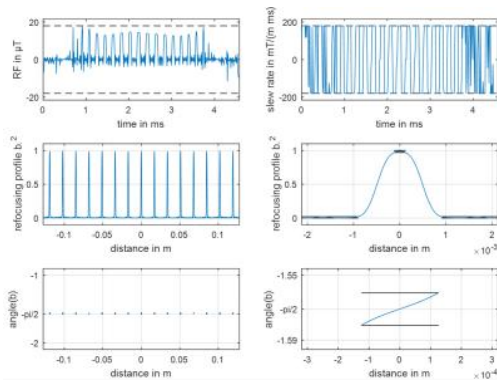 20
0
-20
RF in µT
0 1 2 3 4
time in ms
200
0
-200
slew rate in mT/(m ms)
0 1 2 3 4
time in ms
1
0.5
0
refocusing profile b.^2
-0.1 -0.05 0 0.05 0.1
distance in m
1
0.5
0
refocusing profile b.^2
-2 -1 0 1 2
×10^-3
distance in m
-1
-pi/2
-2
angle(b)
-0.1 -0.05 0 0.05 0.1
distance in m
-1.55
-pi/2
-1.59
angle(b)
-3 -2 -1 0 1 2 3
×10^-4
distance in m